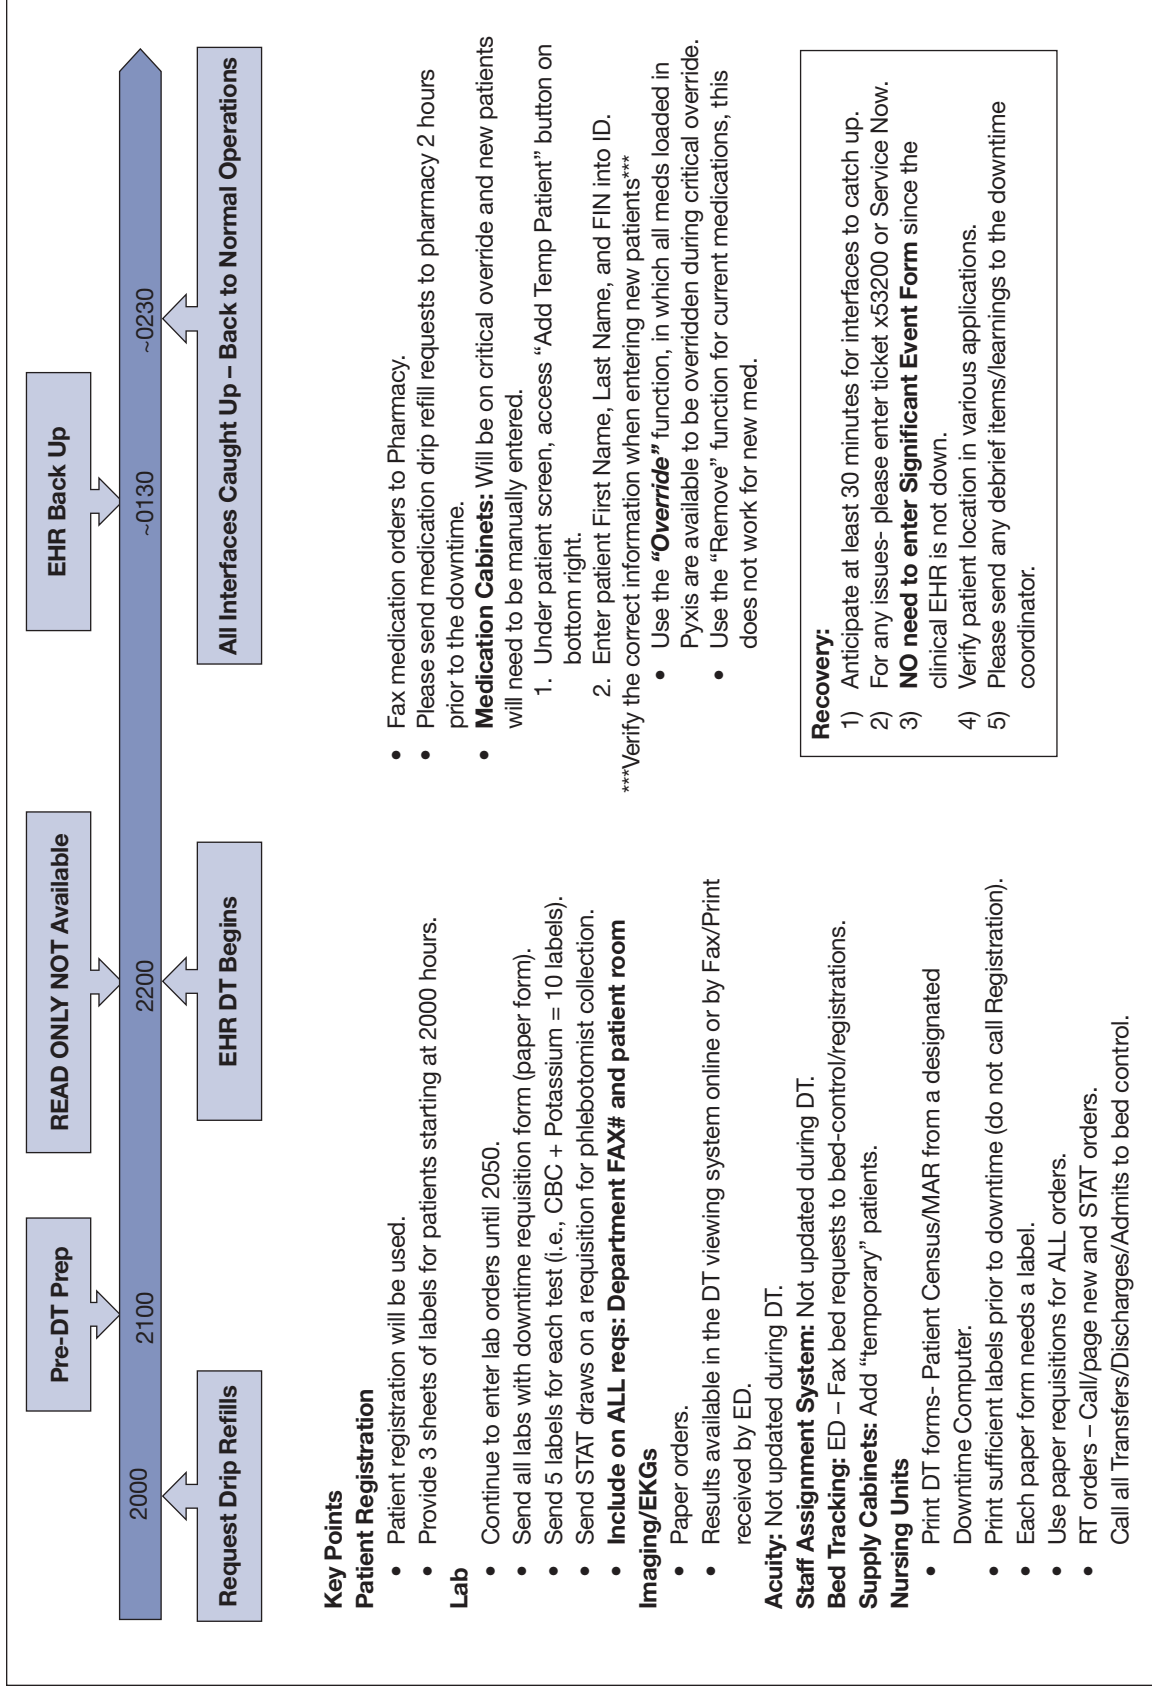 Pre-DT Prep
READ ONLY NOT Available
EHR Back Up
2000
2100
2200
~0130
~0230
Request Drip Refills
EHR DT Begins
All Interfaces Caught Up – Back to Normal Operations
Key Points
Patient Registration
• Patient registration will be used.
• Provide 3 sheets of labels for patients starting at 2000 hours.
Lab
• Continue to enter lab orders until 2050.
• Send all labs with downtime requisition form (paper form).
• Send 5 labels for each test (i.e., CBC + Potassium = 10 labels).
• Send STAT draws on a requisition for phlebotomist collection.
• Include on ALL reqs: Department FAX# and patient room
Imaging/EKGs
• Paper orders.
• Results available in the DT viewing system online or by Fax/Print
received by ED.
Acuity: Not updated during DT.
Staff Assignment System: Not updated during DT.
Bed Tracking: ED – Fax bed requests to bed-control/registrations.
Supply Cabinets: Add “temporary” patients.
Nursing Units
• Print DT forms- Patient Census/MAR from a designated
Downtime Computer.
• Print sufficient labels prior to downtime (do not call Registration).
• Each paper form needs a label.
• Use paper requisitions for ALL orders.
• RT orders – Call/page new and STAT orders.
Call all Transfers/Discharges/Admits to bed control.
• Fax medication orders to Pharmacy.
• Please send medication drip refill requests to pharmacy 2 hours
prior to the downtime.
• Medication Cabinets: Will be on critical override and new patients
will need to be manually entered.
1. Under patient screen, access “Add Temp Patient” button on
bottom right.
2. Enter patient First Name, Last Name, and FIN into ID.
***Verify the correct information when entering new patients***
• Use the “Override” function, in which all meds loaded in
Pyxis are available to be overridden during critical override.
• Use the “Remove” function for current medications, this
does not work for new med.
Recovery:
1) Anticipate at least 30 minutes for interfaces to catch up.
2) For any issues- please enter ticket x53200 or Service Now.
3) NO need to enter Significant Event Form since the
clinical EHR is not down.
4) Verify patient location in various applications.
5) Please send any debrief items/learnings to the downtime
coordinator.